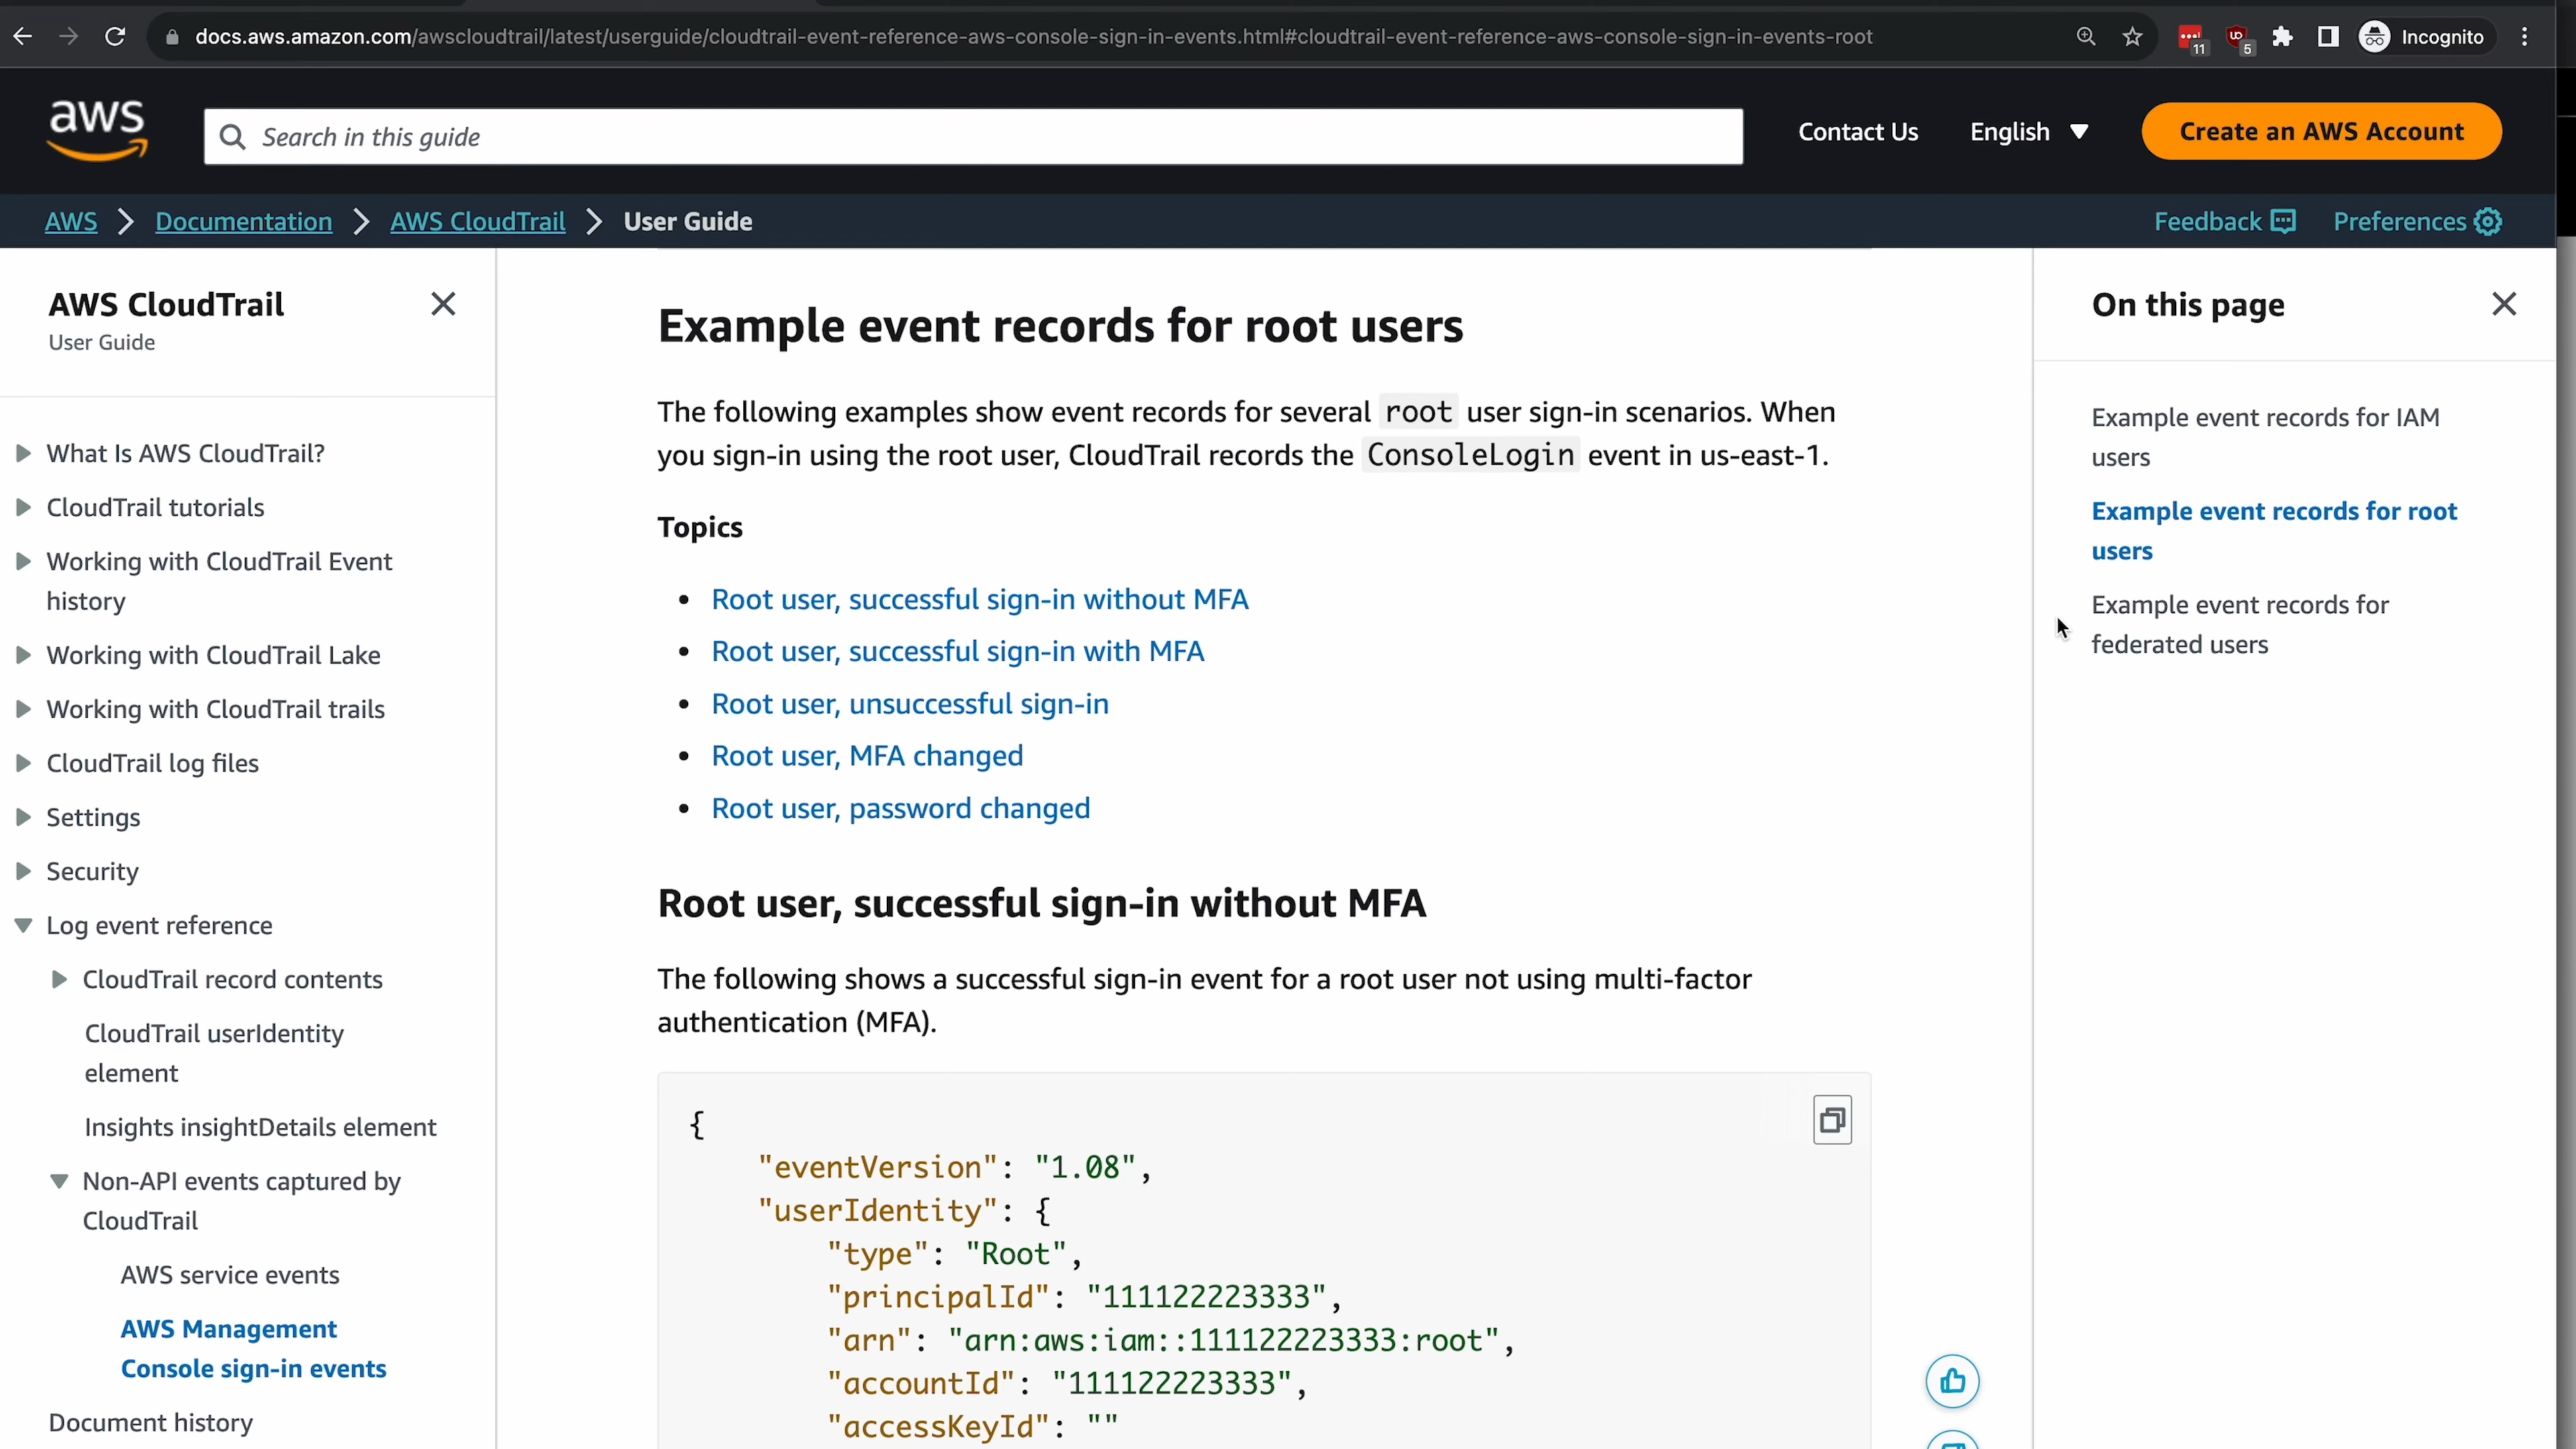 docs.aws.amazon.com/awscloudtrail/latest/userguide/cloudtrail-event-reference-aws-console-sign-in-events.html#cloudtrail-event-reference-aws-console-sign-in-events-root
11
5
Incognito
aws
Search in this guide
Contact Us
English
Create an AWS Account
AWS > Documentation > AWS CloudTrail > User Guide
Feedback
Preferences
AWS CloudTrail
User Guide
What Is AWS CloudTrail?
CloudTrail tutorials
Working with CloudTrail Event
history
Working with CloudTrail Lake
Working with CloudTrail trails
CloudTrail log files
Settings
Security
Log event reference
CloudTrail record contents
CloudTrail userIdentity
element
Insights insightDetails element
Non-API events captured by
CloudTrail
AWS service events
AWS Management
Console sign-in events
Document history
Example event records for root users
The following examples show event records for several root user sign-in scenarios. When
you sign-in using the root user, CloudTrail records the ConsoleLogin event in us-east-1.
Topics
• Root user, successful sign-in without MFA
• Root user, successful sign-in with MFA
• Root user, unsuccessful sign-in
• Root user, MFA changed
• Root user, password changed
Root user, successful sign-in without MFA
The following shows a successful sign-in event for a root user not using multi-factor
authentication (MFA).
{
"eventVersion": "1.08",
"userIdentity": {
"type": "Root",
"principalId": "111122223333",
"arn": "arn:aws:iam::111122223333:root",
"accountId": "111122223333",
"accessKeyId": ""
On this page
Example event records for IAM
users
Example event records for root
users
Example event records for
federated users